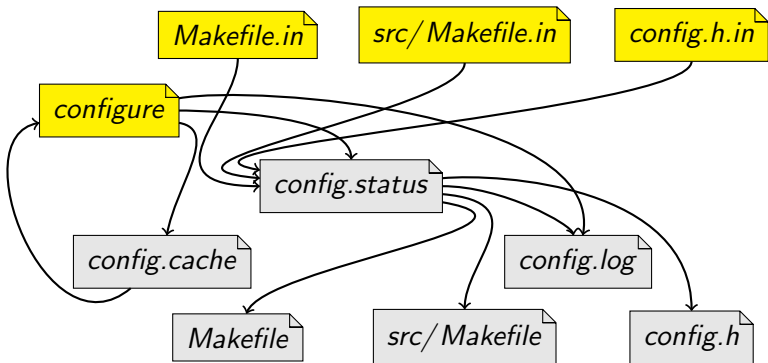 Makefile.in
src/Makefile.in
config.h.in
configure
config.status
config.cache
config.log
Makefile
src/Makefile
config.h